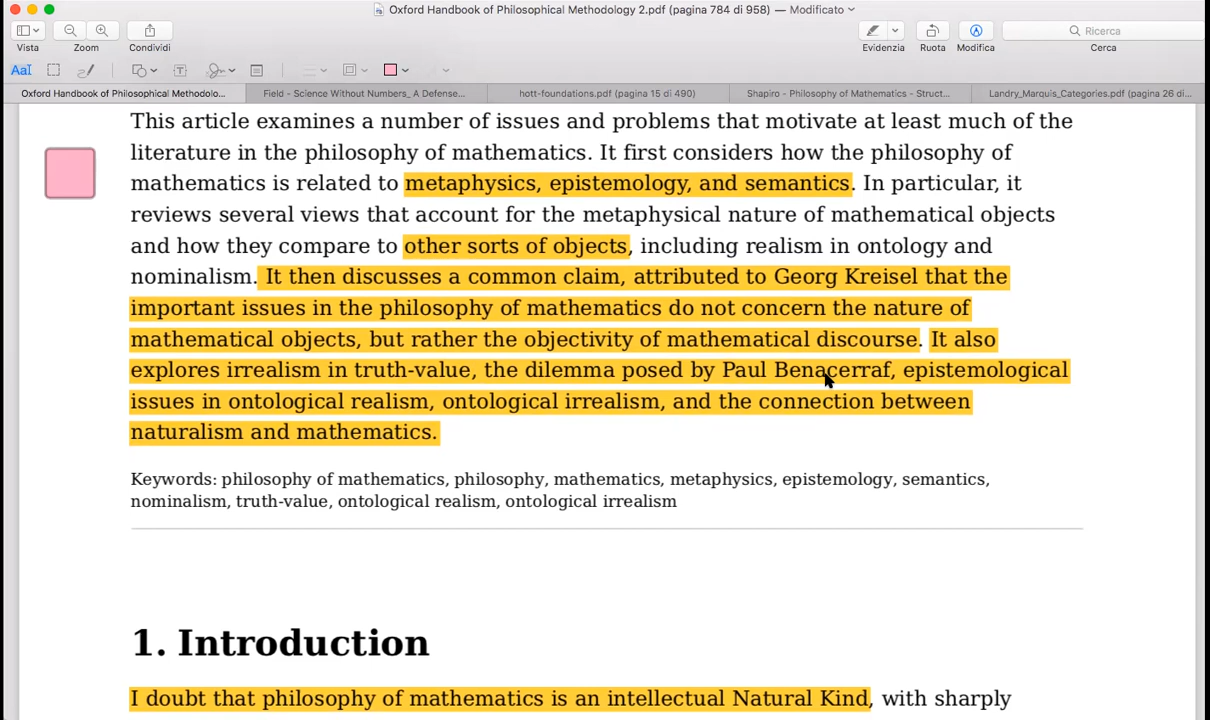 Oxford Handbook of Philosophical Methodology 2.pdf (pagina 784 di 958) — Modificato
Vista
Zoom
Condividi
Evidenzia
Ruota
Modifica
Ricerca
Cerca
AaI
T
Oxford Handbook of Philosophical Methodolo...
Field - Science Without Numbers_ A Defense...
hott-foundations.pdf (pagina 15 di 490)
Shapiro - Philosophy of Mathematics - Struct...
Landry_Marquis_Categories.pdf (pagina 26 di...
This article examines a number of issues and problems that motivate at least much of the
literature in the philosophy of mathematics. It first considers how the philosophy of
mathematics is related to metaphysics, epistemology, and semantics. In particular, it
reviews several views that account for the metaphysical nature of mathematical objects
and how they compare to other sorts of objects, including realism in ontology and
nominalism. It then discusses a common claim, attributed to Georg Kreisel that the
important issues in the philosophy of mathematics do not concern the nature of
mathematical objects, but rather the objectivity of mathematical discourse. It also
explores irrealism in truth-value, the dilemma posed by Paul Benacerraf, epistemological
issues in ontological realism, ontological irrealism, and the connection between
naturalism and mathematics.
Keywords: philosophy of mathematics, philosophy, mathematics, metaphysics, epistemology, semantics,
nominalism, truth-value, ontological realism, ontological irrealism
1. Introduction
I doubt that philosophy of mathematics is an intellectual Natural Kind, with sharply